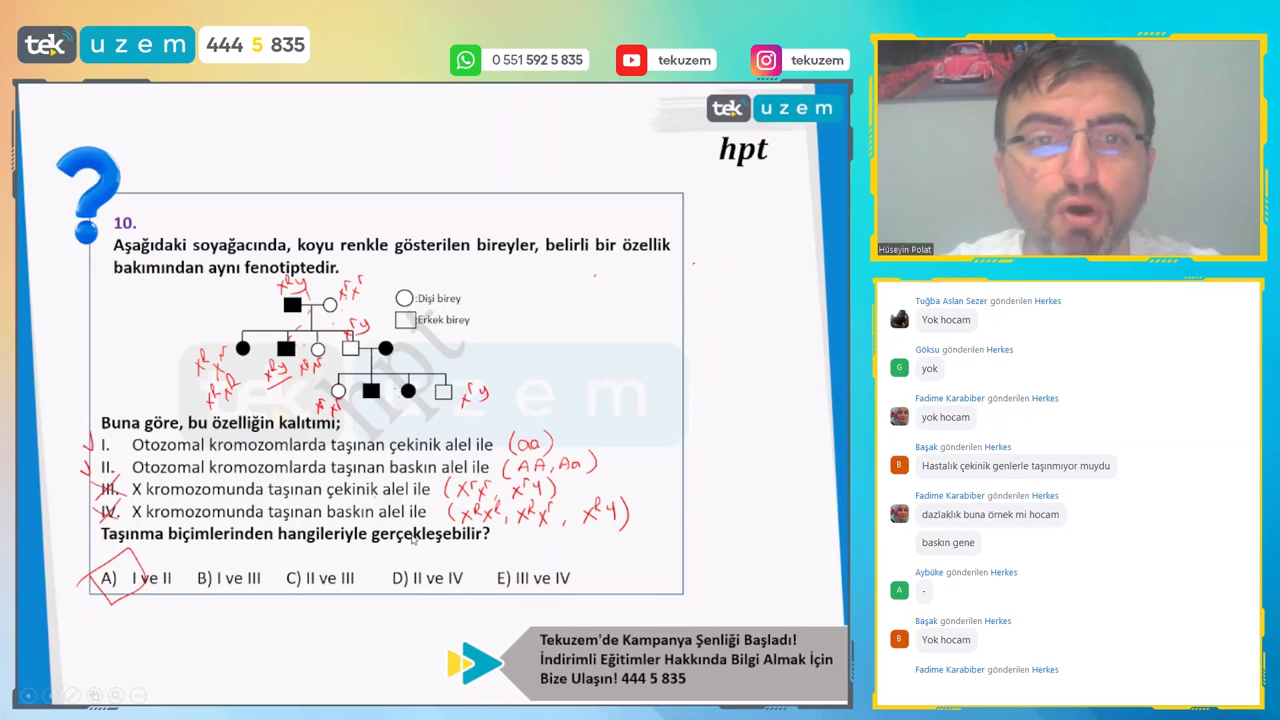 tek uzem 444 5 835
0 551 592 5 835
tekuzem
tekuzem
tek uzem
hpt
10.
Aşağıdaki soyağacında, koyu renkle gösterilen bireyler, belirli bir özellik
bakımından aynı fenotiptedir.
:Dişi birey
:Erkek birey
Buna göre, bu özelliğin kalıtımı;
I. Otozomal kromozomlarda taşınan çekinik alel ile (aa)
II. Otozomal kromozomlarda taşınan baskın alel ile (AA, Aa)
III. X kromozomunda taşınan çekinik alel ile (XʳXʳ, XʳY)
IV. X kromozomunda taşınan baskın alel ile (XᴿXᴿ, XᴿXʳ, XᴿY)
Taşınma biçimlerinden hangileriyle gerçekleşebilir?
A) I ve II B) I ve III C) II ve III D) II ve IV E) III ve IV
Tekuzem'de Kampanya Şenliği Başladı!
İndirimli Eğitimler Hakkında Bilgi Almak İçin
Bize Ulaşın! 444 5 835
Hüseyin Polat
Tuğba Aslan Sezer gönderilen Herkes
Yok hocam
Göksu gönderilen Herkes
G
yok
Fadime Karabiber gönderilen Herkes
yok hocam
Başak gönderilen Herkes
B
Hastalık çekinik genlerle taşınmıyor muydu
Fadime Karabiber gönderilen Herkes
dazlaklık buna örnek mi hocam
baskın gene
Aybüke gönderilen Herkes
A
-
Başak gönderilen Herkes
B
Yok hocam
Fadime Karabiber gönderilen Herkes